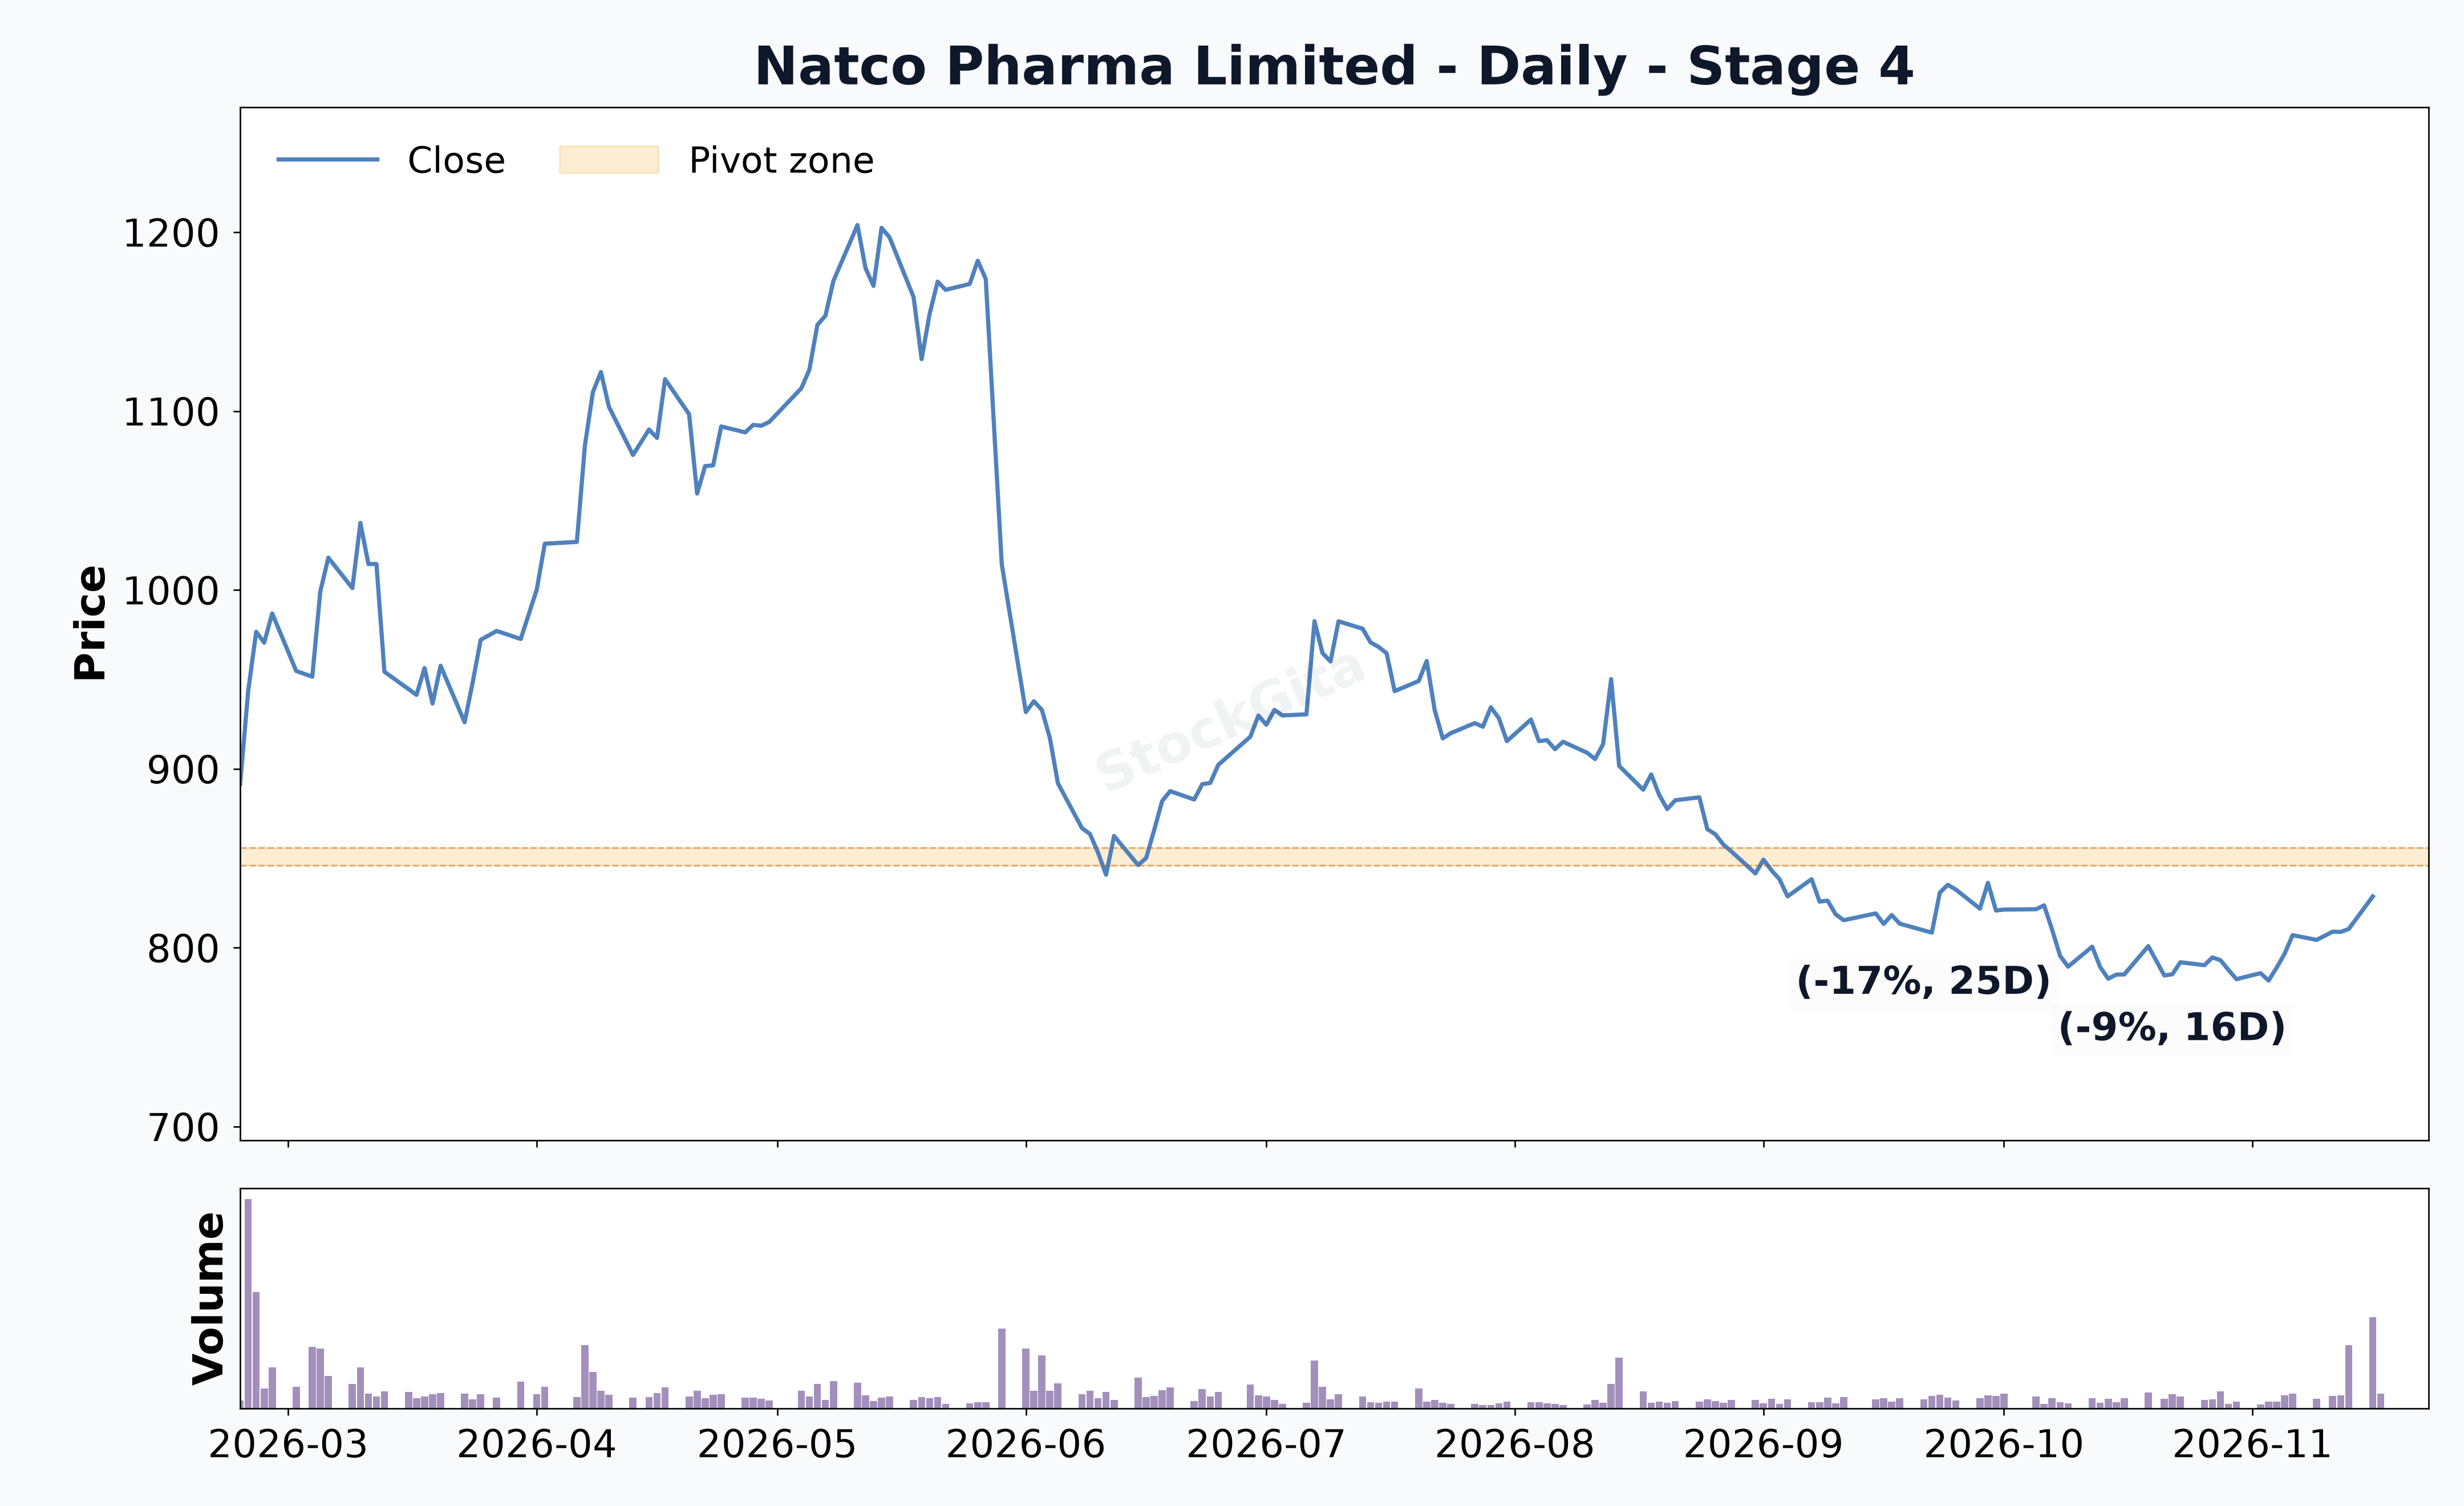 Natco Pharma Limited - Daily - Stage 4
Close
Pivot zone
Price
1200
1100
1000
900
800
700
StockGita
(-17%, 25D)
(-9%, 16D)
Volume
2026-03
2026-04
2026-05
2026-06
2026-07
2026-08
2026-09
2026-10
2026-11